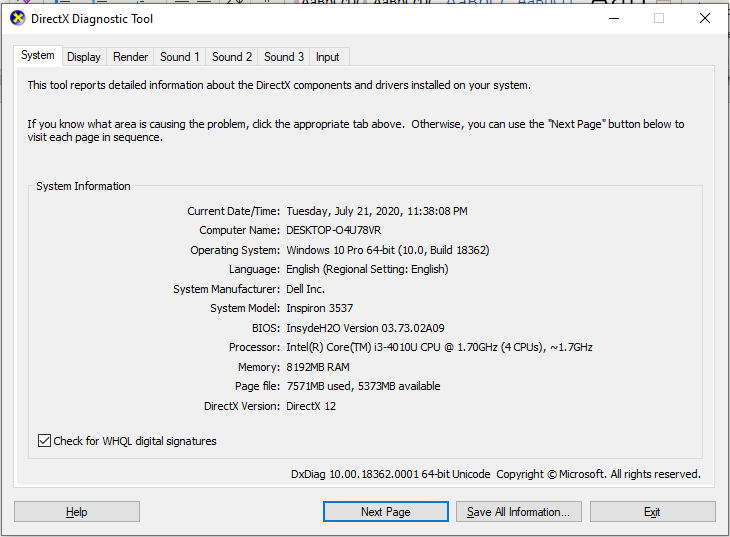 DirectX Diagnostic Tool
System Display Render Sound 1 Sound 2 Sound 3 Input
This tool reports detailed information about the DirectX components and drivers installed on your system.
If you know what area is causing the problem, click the appropriate tab above.  Otherwise, you can use the "Next Page" button below to
visit each page in sequence.
System Information
Current Date/Time: Tuesday, July 21, 2020, 11:38:08 PM
Computer Name: DESKTOP-O4U78VR
Operating System: Windows 10 Pro 64-bit (10.0, Build 18362)
Language: English (Regional Setting: English)
System Manufacturer: Dell Inc.
System Model: Inspiron 3537
BIOS: InsydeH2O Version 03.73.02A09
Processor: Intel(R) Core(TM) i3-4010U CPU @ 1.70GHz (4 CPUs), ~1.7GHz
Memory: 8192MB RAM
Page file: 7571MB used, 5373MB available
DirectX Version: DirectX 12
Check for WHQL digital signatures
DxDiag 10.00.18362.0001 64-bit Unicode  Copyright © Microsoft. All rights reserved.
Help Next Page Save All Information... Exit